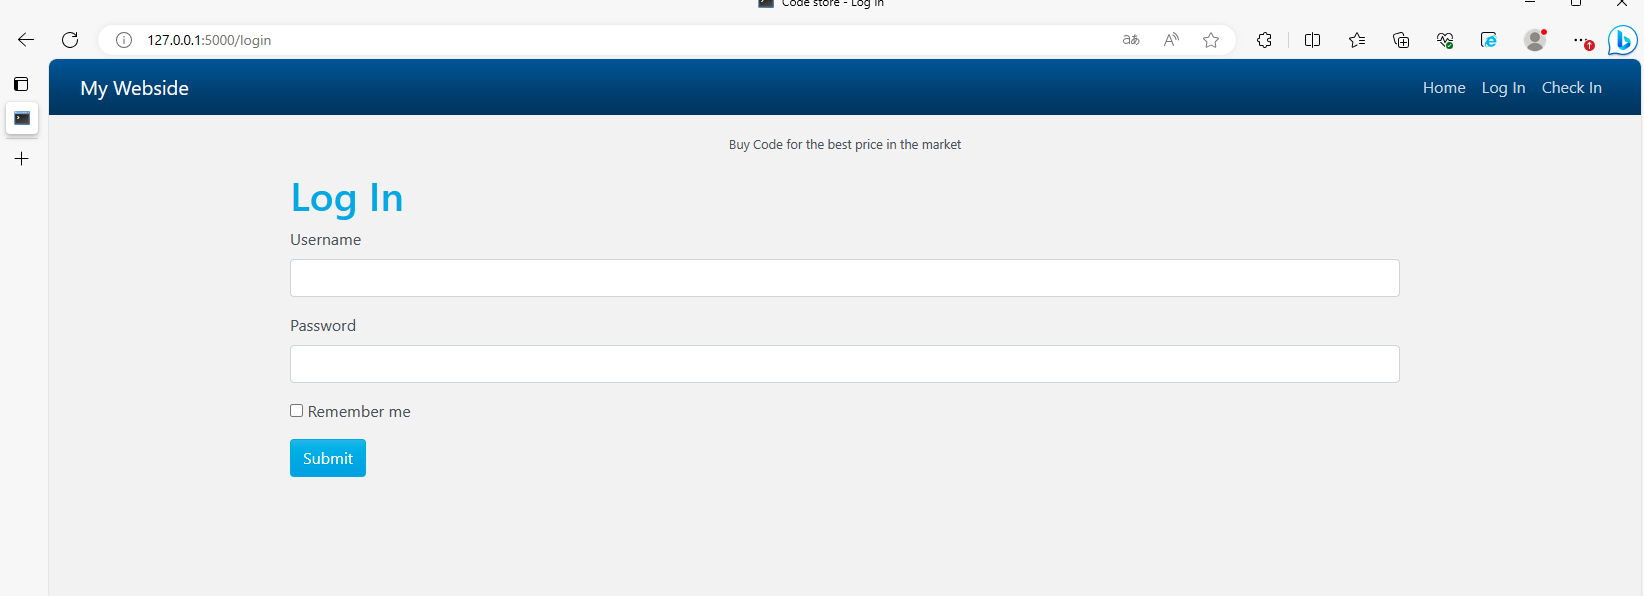 Code store - Log In
127.0.0.1:5000/login
My Webside
Home Log In Check In
Buy Code for the best price in the market
Log In
Username
Password
Remember me
Submit